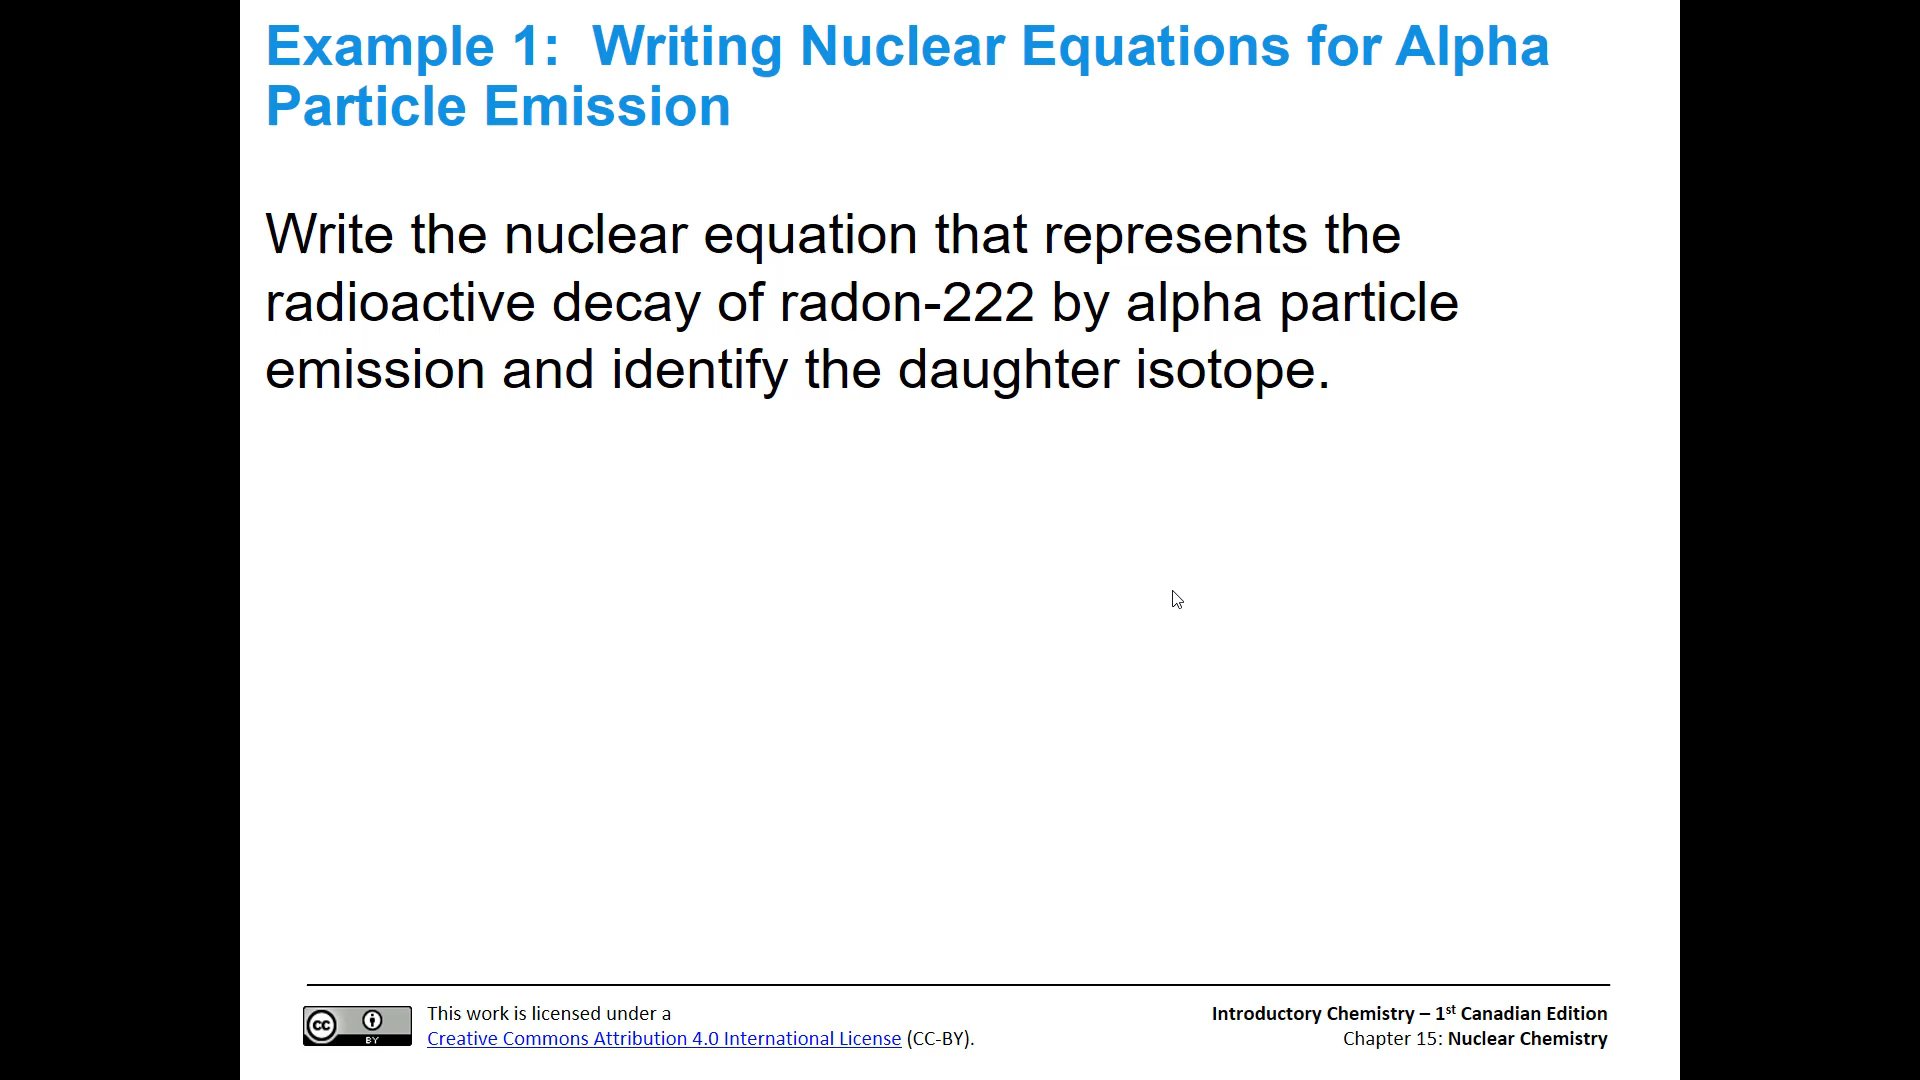 Example 1:  Writing Nuclear Equations for Alpha
Particle Emission
Write the nuclear equation that represents the
radioactive decay of radon-222 by alpha particle
emission and identify the daughter isotope.
cc BY
This work is licensed under a
Creative Commons Attribution 4.0 International License (CC-BY).
Introductory Chemistry – 1st Canadian Edition
Chapter 15: Nuclear Chemistry